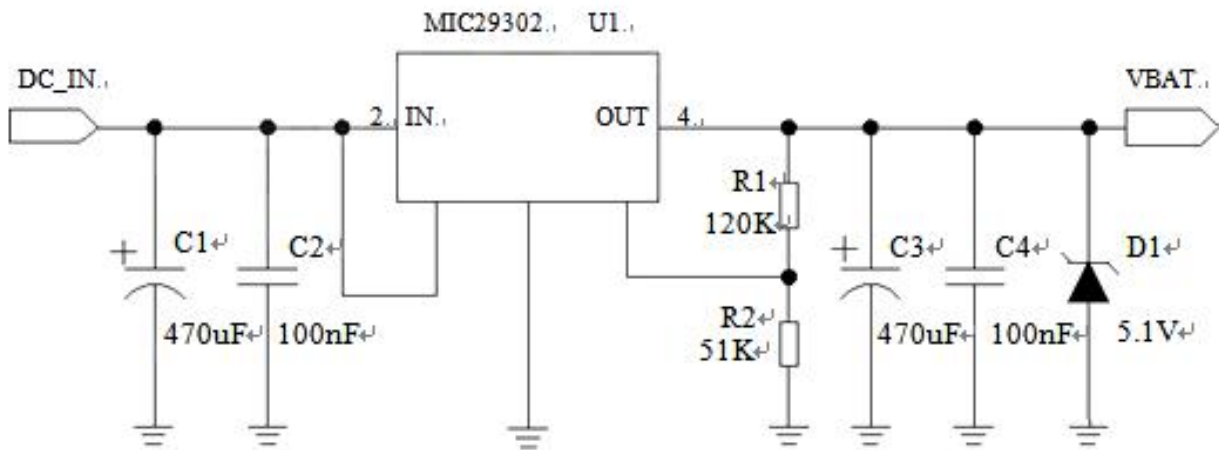 MIC29302 U1
DC_IN
VBAT
2 IN
OUT 4
R1
120K
C1
C2
C3
C4
D1
R2
51K
470uF
100nF
470uF
100nF
5.1V